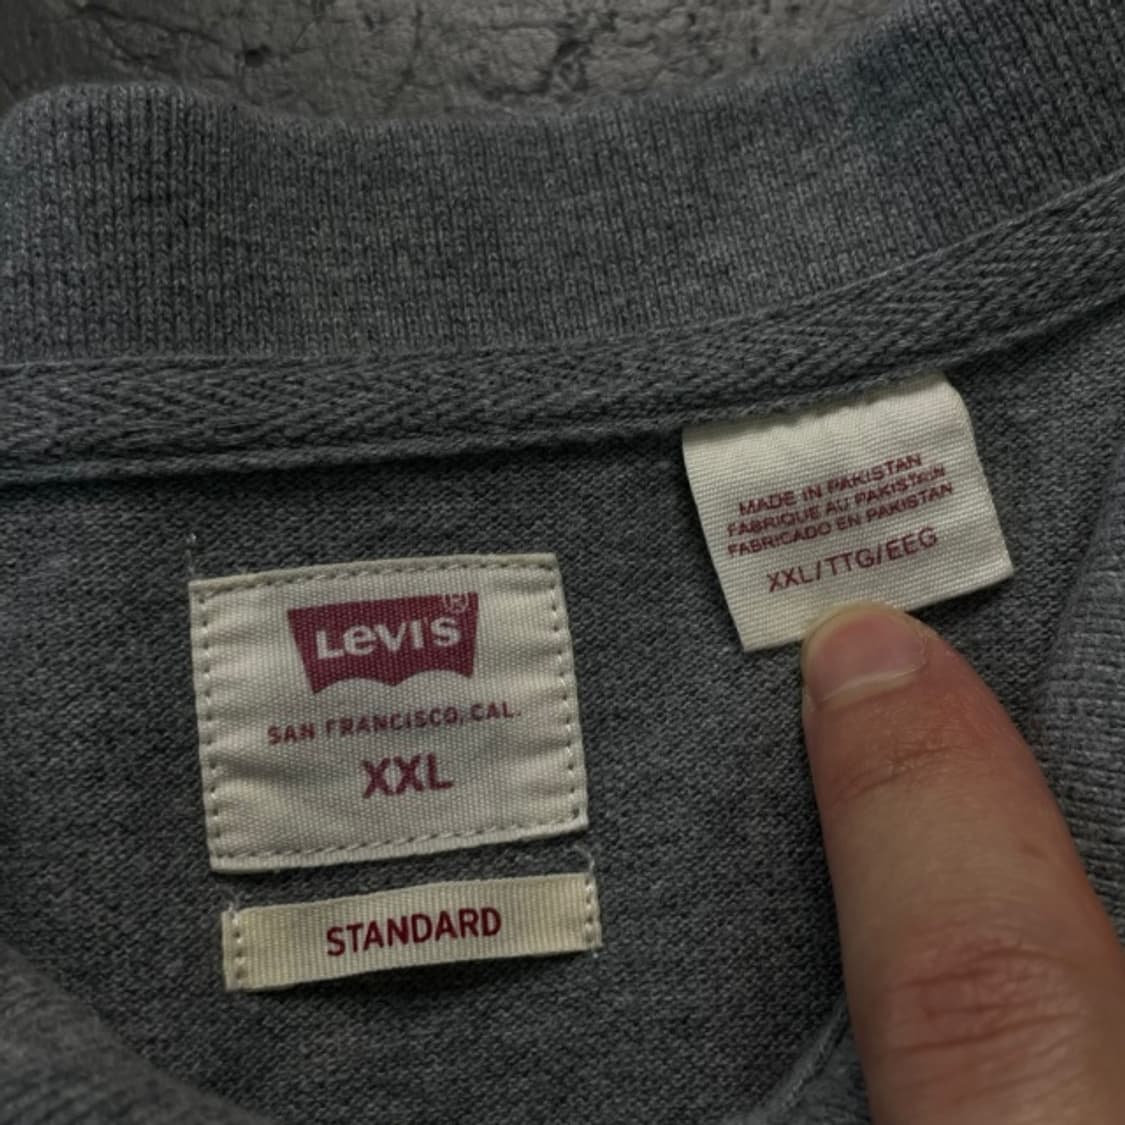 MADE IN PAKISTAN
FABRIQUE AU PAKISTAN
FABRICADO EN PAKISTAN
XXL/TTG/EEG
LEVI'S®
SAN FRANCISCO, CAL.
XXL
STANDARD